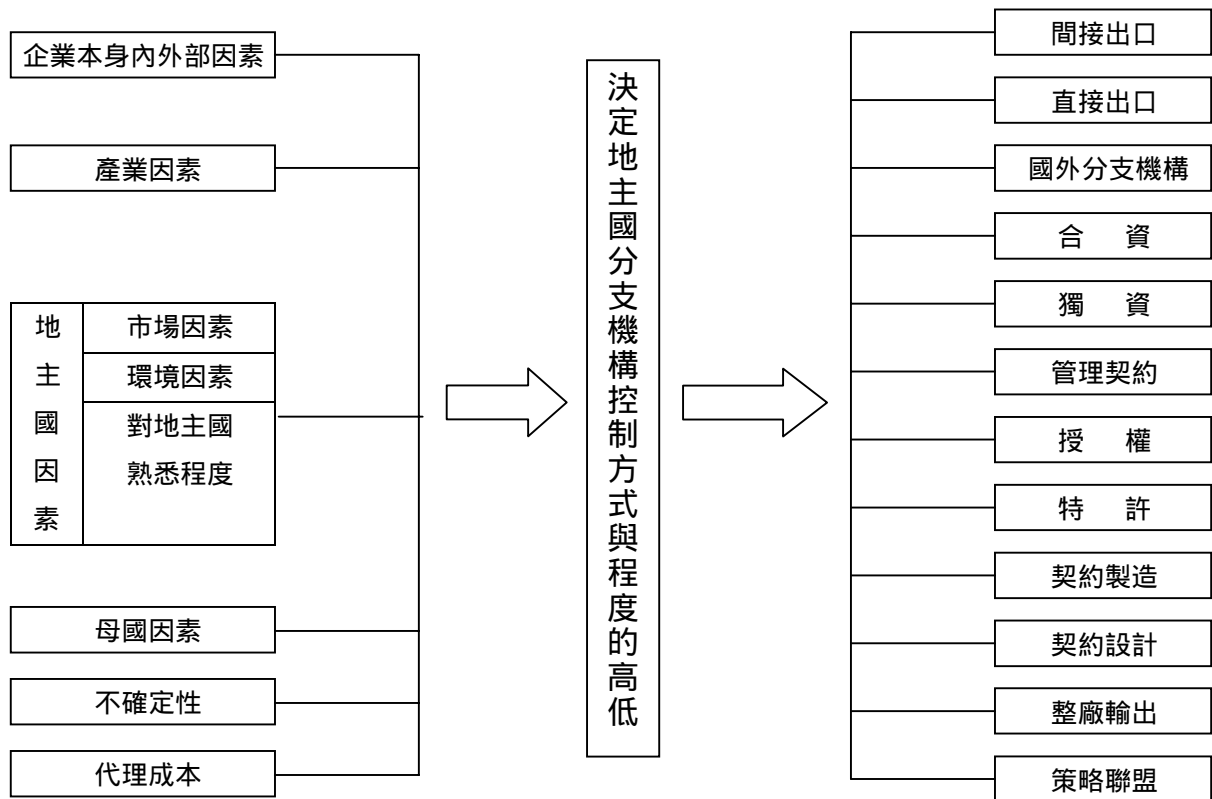 企業本身內外部因素
產業因素
地主國因素
市場因素
環境因素
對地主國
熟悉程度
母國因素
不確定性
代理成本
決定地主國分支機構控制方式與程度的高低
間接出口
直接出口
國外分支機構
合 資
獨 資
管理契約
授 權
特 許
契約製造
契約設計
整廠輸出
策略聯盟